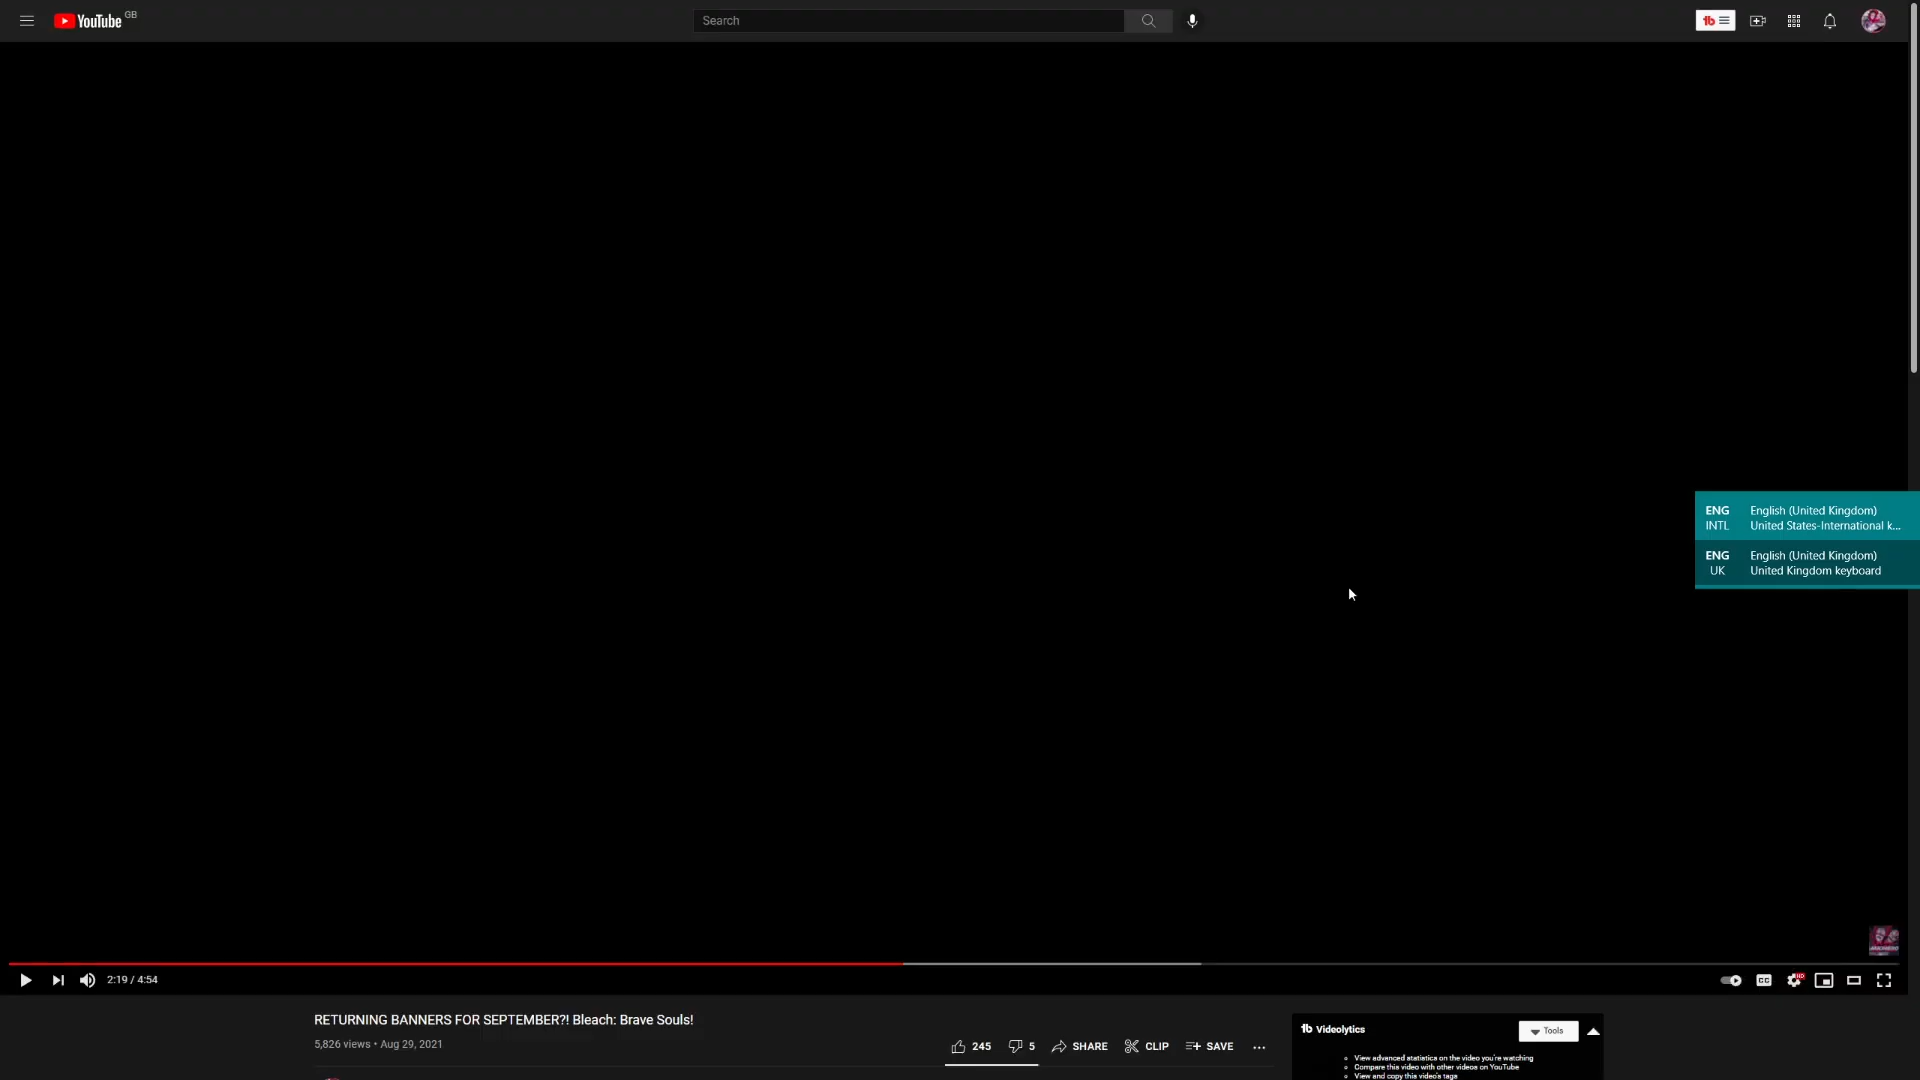 YouTube GB
Search
ENG English (United Kingdom)
INTL United States-International k...
ENG English (United Kingdom)
UK United Kingdom keyboard
2:19 / 4:54
CC
HD
RETURNING BANNERS FOR SEPTEMBER?! Bleach: Brave Souls!
5,826 views • Aug 29, 2021
245
5
SHARE
CLIP
SAVE
...
tb Videolytics
Tools
View advanced statistics on the video you're watching
Compare this video with other videos on YouTube
View and copy this video's tags